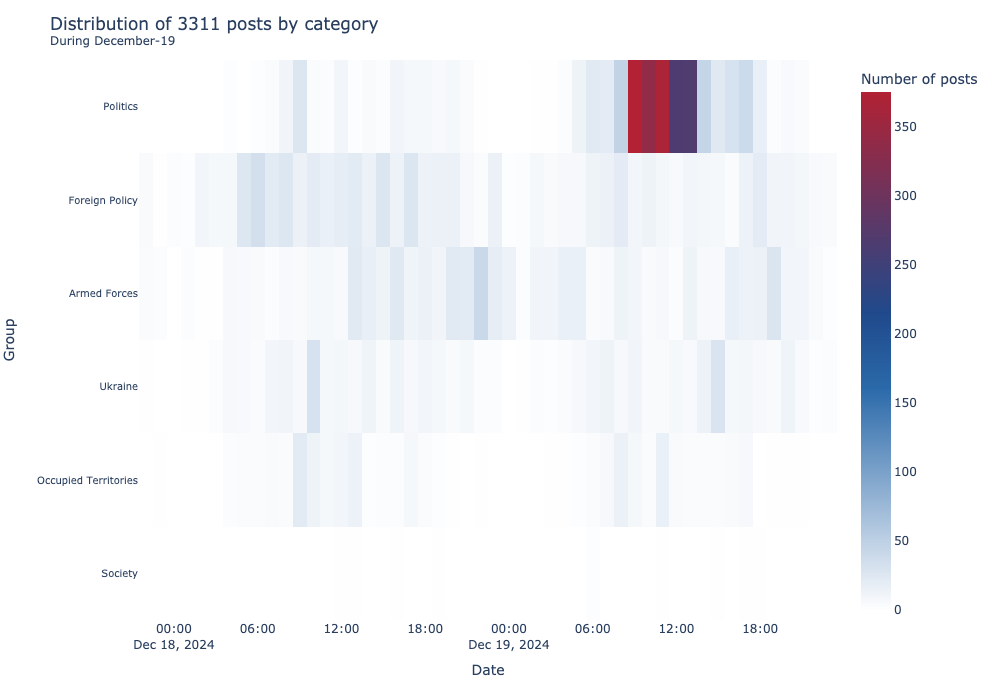 Distribution of 3311 posts by category
During December-19
Number of posts
350
300
250
200
150
100
50
0
Group
Politics
Foreign Policy
Armed Forces
Ukraine
Occupied Territories
Society
00:00
Dec 18, 2024
06:00
12:00
18:00
00:00
Dec 19, 2024
06:00
12:00
18:00
Date